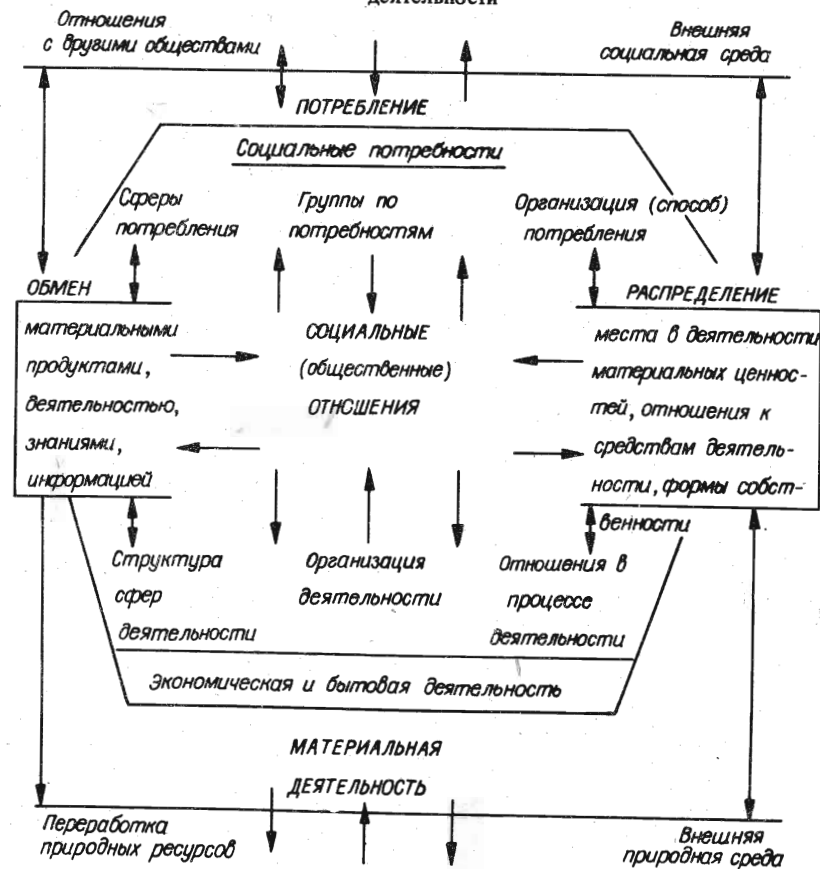 деятельности
Отношения
с другими обществами
Внешняя
социальная среда
ПОТРЕБЛЕНИЕ
Социальные потребности
Сферы
потребления
Группы по
потребностям
Организация (способ)
потребления
ОБМЕН
материальными
продуктами,
деятельностью,
знаниями,
информацией
СОЦИАЛЬНЫЕ
(общественные)
ОТНОШЕНИЯ
РАСПРЕДЕЛЕНИЕ
места в деятельности
материальных ценнос-
тей, отношения к
средствам деятель-
ности, формы собст-
венности
Структура
сфер
деятельности
Организация
деятельности
Отношения в
процессе
деятельности
Экономическая и бытовая деятельность
МАТЕРИАЛЬНАЯ
ДЕЯТЕЛЬНОСТЬ
Переработка
природных ресурсов
Внешняя
природная среда